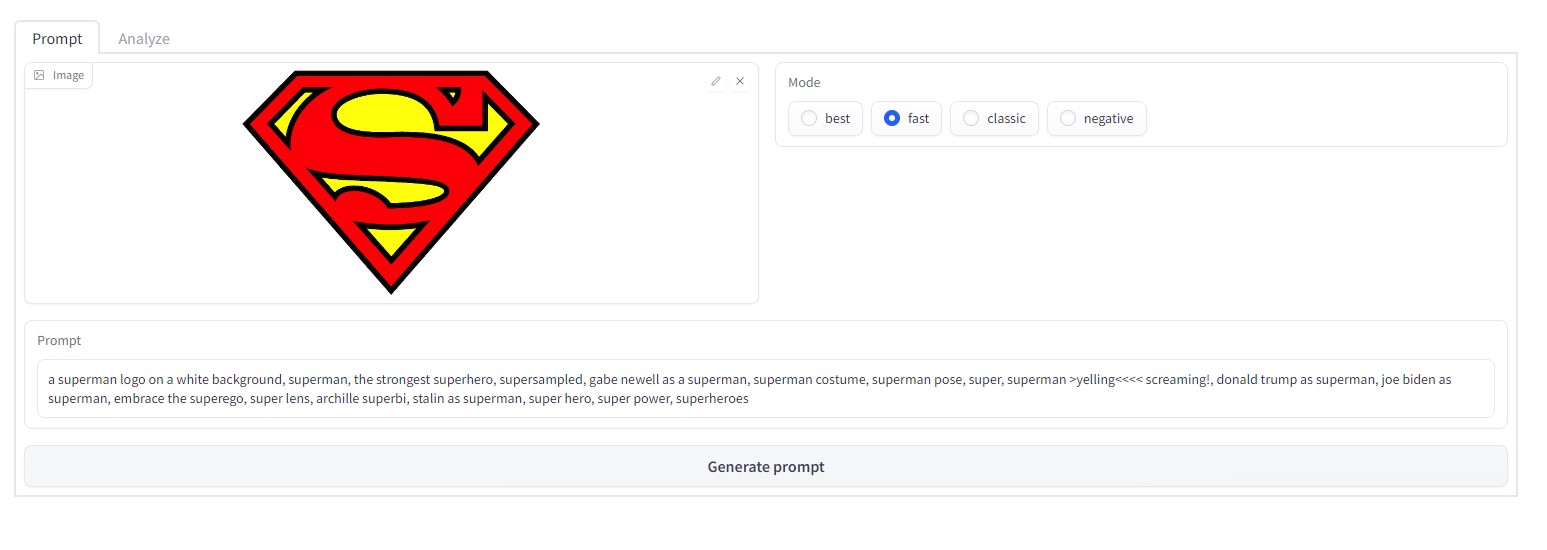 Prompt
Analyze
Image
Mode
best
fast
classic
negative
Prompt
a superman logo on a white background, superman, the strongest superhero, supersampled, gabe newell as a superman, superman costume, superman pose, super, superman >yelling<<<< screaming!, donald trump as superman, joe biden as
superman, embrace the superego, super lens, archille superbi, stalin as superman, super hero, super power, superheroes
Generate prompt